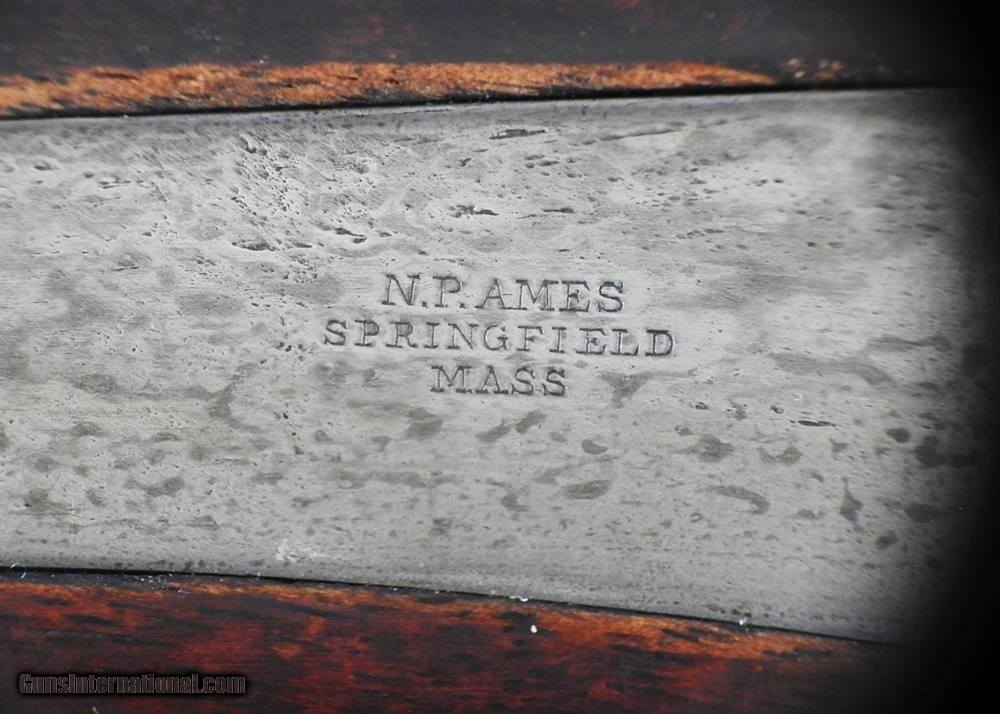 N.P. AMES
SPRINGFIELD
MASS
GunsInternational.com